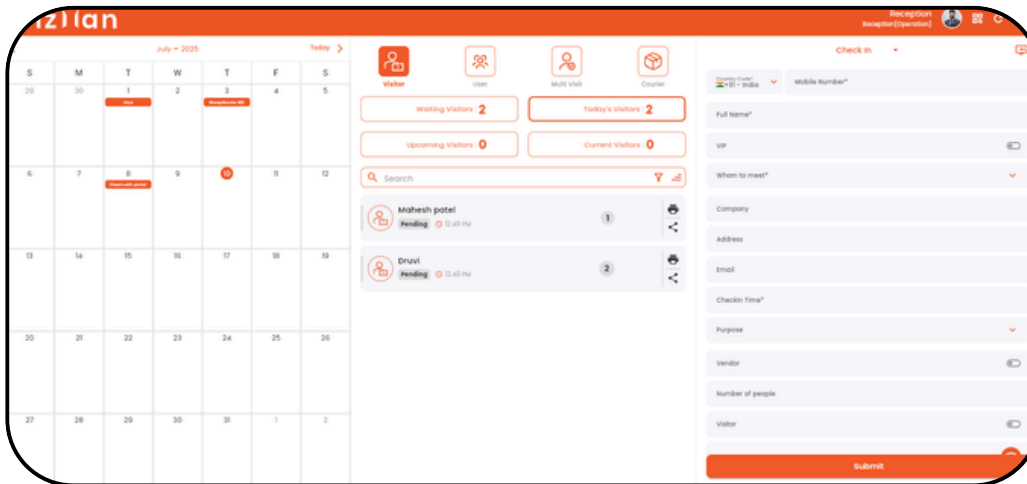 Reception
Reception(Operation)
July - 2025
Today
S M T W T F S
29 30 1 2 3 4 5
6 7 8 9 10 11 12
13 14 15 16 17 18 19
20 21 22 23 24 25 26
27 28 29 30 31 1 2
Visitor
User
Multi Visit
Courier
Waiting Visitors : 2
Today's Visitors : 2
Upcoming Visitors : 0
Current Visitors : 0
Search
Mahesh patel
Pending 12:49 PM
1
Druvi
Pending 12:49 PM
2
Check In
Country Code*
+91 - India
Mobile Number*
Full Name*
VIP
Whom to meet*
Company
Address
Email
Checkin Time*
Purpose
Vendor
Number of people
Visitor
Submit